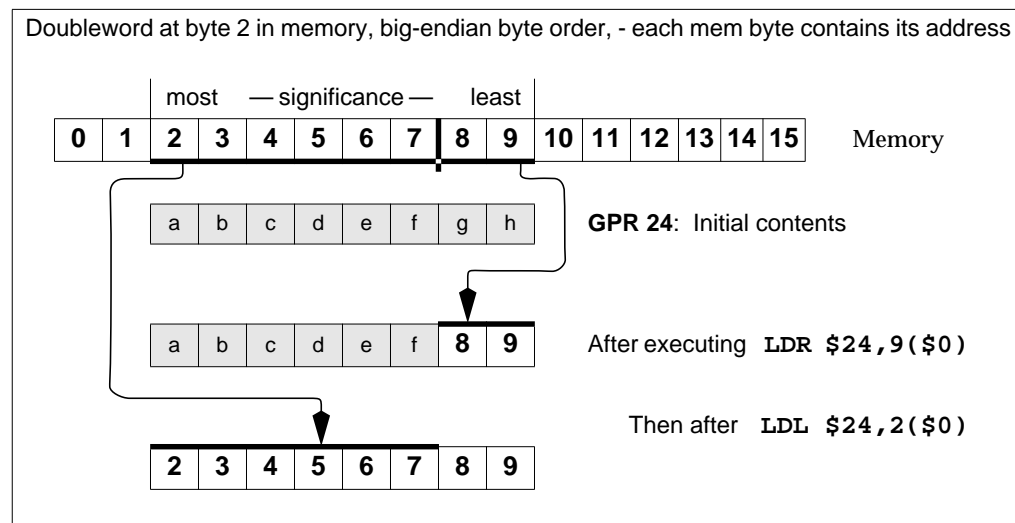 Doubleword at byte 2 in memory, big-endian byte order, - each mem byte contains its address
most — significance — least
0 1 2 3 4 5 6 7 8 9 10 11 12 13 14 15 Memory
a b c d e f g h GPR 24: Initial contents
a b c d e f 8 9 After executing LDR $24,9($0)
Then after LDL $24,2($0)
2 3 4 5 6 7 8 9